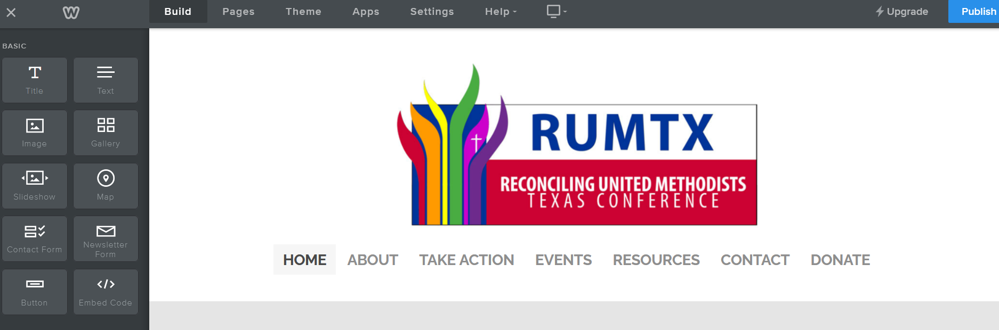 Build Pages Theme Apps Settings Help Upgrade Publish
BASIC
Title Text
Image Gallery
Slideshow Map
Contact Form Newsletter Form
Button Embed Code
RUMTX
RECONCILING UNITED METHODISTS
TEXAS CONFERENCE
HOME ABOUT TAKE ACTION EVENTS RESOURCES CONTACT DONATE